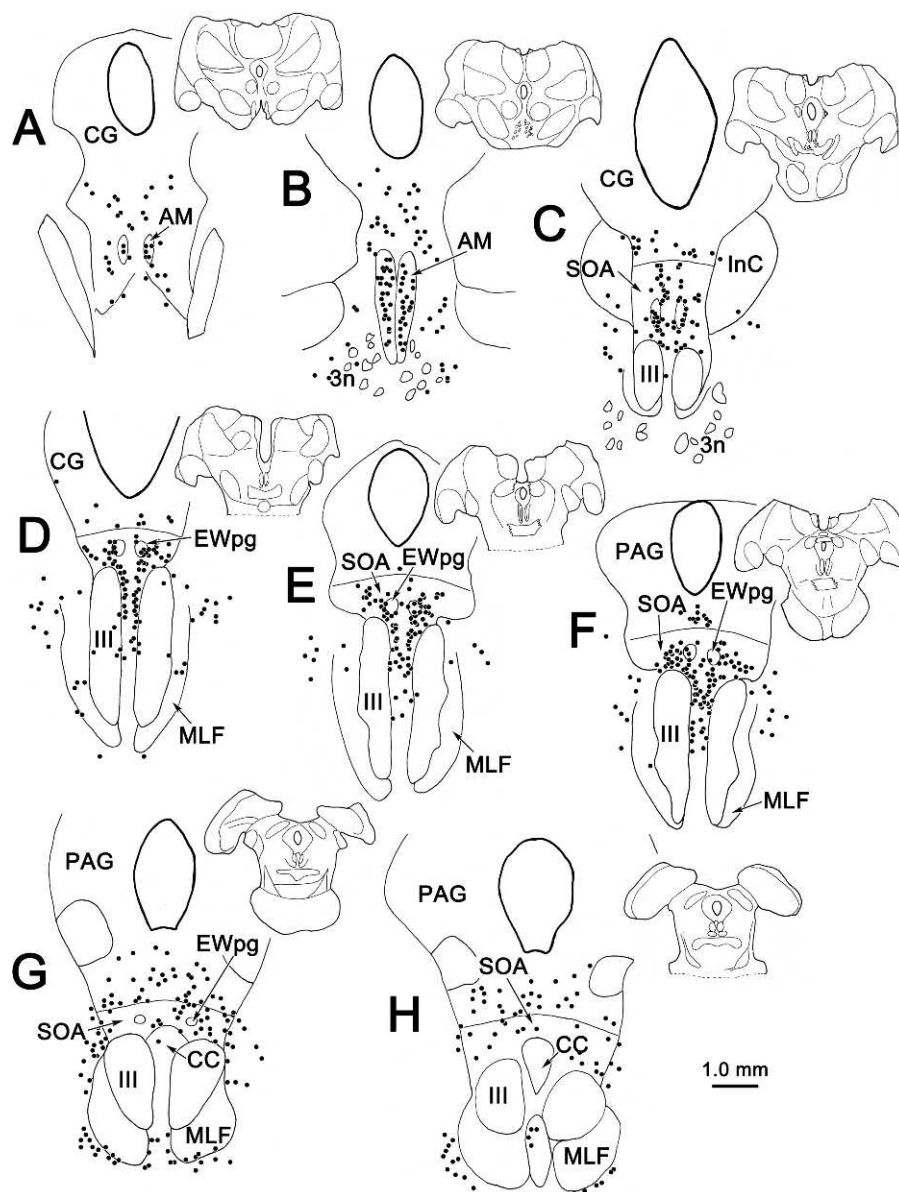 A
CG
AM
B
AM
3n
C
CG
SOA
InC
III
3n
D
CG
EWpg
III
MLF
E
SOA
EWpg
III
MLF
F
PAG
SOA
EWpg
III
MLF
G
PAG
EWpg
SOA
CC
III
MLF
H
PAG
SOA
CC
III
MLF
1.0 mm